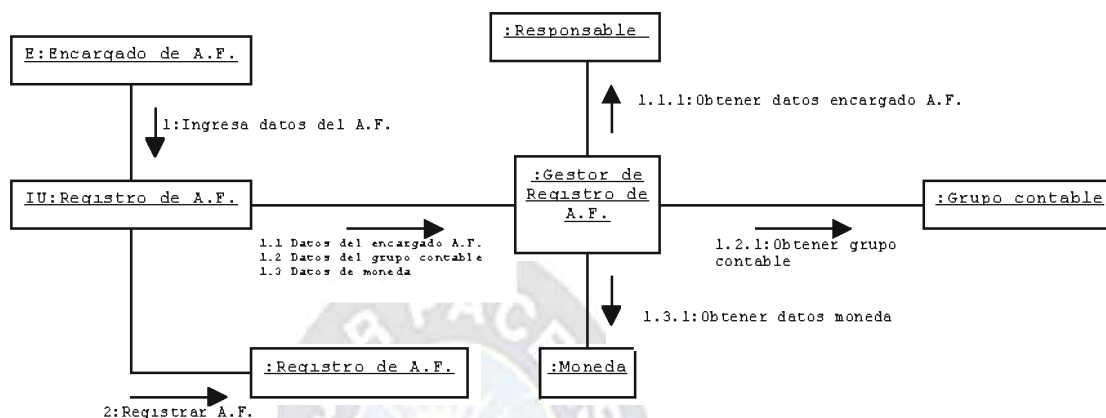 :Responsable
E:Encargado de A.F.
1.1.1:Obtener datos encargado A.F.
1:Ingresa datos del A.F.
IU:Registro de A.F.
:Gestor de
Registro de
A.F.
:Grupo contable
1.1 Datos del encargado A.F.
1.2 Datos del grupo contable
1.3 Datos de moneda
1.2.1:Obtener grupo
contable
1.3.1:Obtener datos moneda
:Registro de A.F.
:Moneda
2:Registrar A.F.